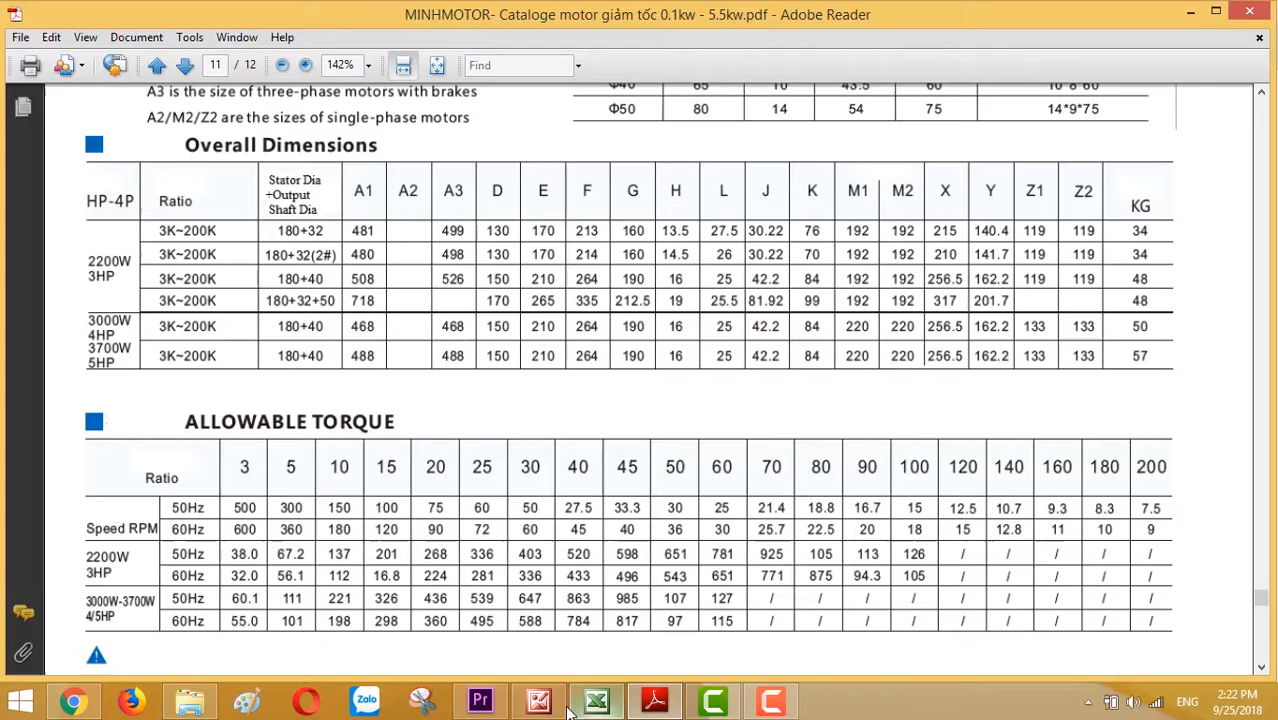 MINHMOTOR- Cataloge motor giảm tốc 0.1kw - 5.5kw.pdf - Adobe Reader
File Edit View Document Tools Window Help
11 / 12 142% Find
A3 is the size of three-phase motors with brakes
Φ40 65 10 43.5 60 10*8*60
A2/M2/Z2 are the sizes of single-phase motors
Φ50 80 14 54 75 14*9*75
Overall Dimensions
HP-4P Ratio Stator Dia +Output Shaft Dia A1 A2 A3 D E F G H L J K M1 M2 X Y Z1 Z2 KG
2200W 3HP
3K~200K 180+32 481 499 130 170 213 160 13.5 27.5 30.22 76 192 192 215 140.4 119 119 34
3K~200K 180+32(2#) 480 498 130 170 214 160 14.5 26 30.22 70 192 192 210 141.7 119 119 34
3K~200K 180+40 508 526 150 210 264 190 16 25 42.2 84 192 192 256.5 162.2 119 119 48
3K~200K 180+32+50 718 170 265 335 212.5 19 25.5 81.92 99 192 192 317 201.7 48
3000W 4HP 3K~200K 180+40 468 468 150 210 264 190 16 25 42.2 84 220 220 256.5 162.2 133 133 50
3700W 5HP 3K~200K 180+40 488 488 150 210 264 190 16 25 42.2 84 220 220 256.5 162.2 133 133 57
ALLOWABLE TORQUE
Ratio 3 5 10 15 20 25 30 40 45 50 60 70 80 90 100 120 140 160 180 200
Speed RPM
50Hz 500 300 150 100 75 60 50 27.5 33.3 30 25 21.4 18.8 16.7 15 12.5 10.7 9.3 8.3 7.5
60Hz 600 360 180 120 90 72 60 45 40 36 30 25.7 22.5 20 18 15 12.8 11 10 9
2200W 3HP
50Hz 38.0 67.2 137 201 268 336 403 520 598 651 781 925 105 113 126 / / / / /
60Hz 32.0 56.1 112 16.8 224 281 336 433 496 543 651 771 875 94.3 105 / / / / /
3000W-3700W 4/5HP
50Hz 60.1 111 221 326 436 539 647 863 985 107 127 / / / / / / / / /
60Hz 55.0 101 198 298 360 495 588 784 817 97 115 / / / / / / / / /
Zalo Pr
ENG
2:22 PM
9/25/2018